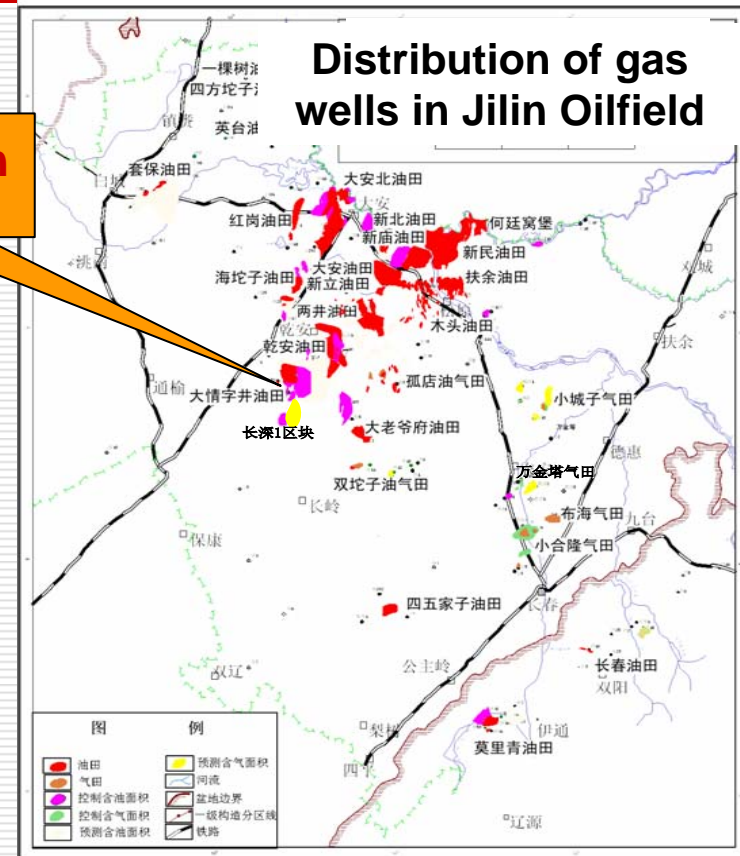 Distribution of gas
wells in Jilin Oilfield
n
一棵树油
四方坨子
镇赉
英台油
套保油田
白城
大安北油田
大安
红岗油田
新北油田
新庙油田
何廷窝堡
新民油田
双城
洮南
海坨子油田
大安油田
新立油田
扶余油田
两井油田
木头油田
乾安
乾安油田
扶余
通榆
大情字井油田
孤店油气田
小城子气田
长深1区块
大老爷府油田
德惠
双坨子油气田
万金塔气田
长岭
布海气田
九台
保康
小合隆气田
四五家子油田
长春
双辽
公主岭
长春油田
双阳
梨树
伊通
莫里青油田
四平
辽源
图 例
油田
预测含气面积
气田
河流
控制含油面积
盆地边界
控制含气面积
一级构造分区线
预测含油面积
铁路